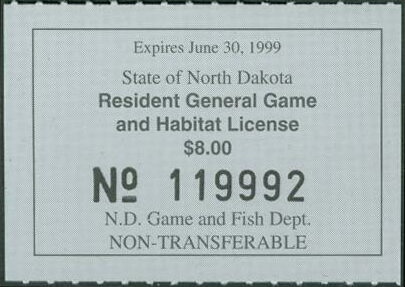 Expires June 30, 1999
State of North Dakota
Resident General Game
and Habitat License
$8.00
Nº 119992
N.D. Game and Fish Dept.
NON-TRANSFERABLE